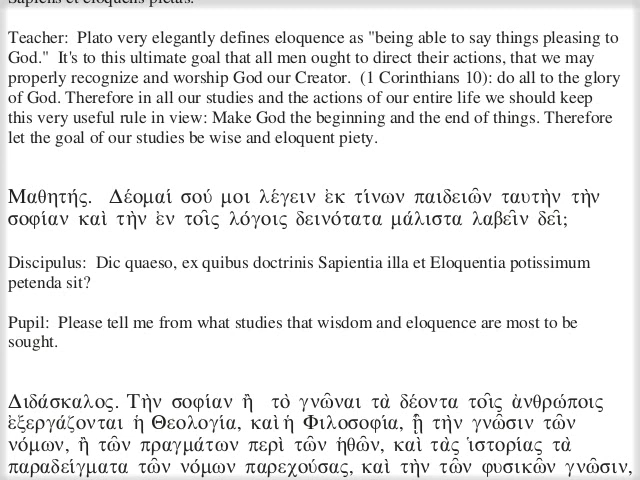 Sapiens et eloquens pietas.
Teacher:  Plato very elegantly defines eloquence as "being able to say things pleasing to
God."  It's to this ultimate goal that all men ought to direct their actions, that we may
properly recognize and worship God our Creator.  (1 Corinthians 10): do all to the glory
of God. Therefore in all our studies and the actions of our entire life we should keep
this very useful rule in view: Make God the beginning and the end of things. Therefore
let the goal of our studies be wise and eloquent piety.
Μαθητής.  Δέομαί σού μοι λέγειν ἐκ τίνων παιδειῶν ταυτὴν τὴν
σοφίαν καὶ τὴν ἐν τοῖς λόγοις δεινότατα μάλιστα λαβεῖν δεῖ;
Discipulus:  Dic quaeso, ex quibus doctrinis Sapientia illa et Eloquentia potissimum
petenda sit?
Pupil:  Please tell me from what studies that wisdom and eloquence are most to be
sought.
Διδάσκαλος. Τὴν σοφίαν ἢ  τὸ γνῶναι τὰ δέοντα τοῖς ἀνθρώποις
ἐξεργάζονται ἡ Θεολογία, καὶ ἡ Φιλοσοφία, ᾗ τὴν γνῶσιν τῶν
νόμων, ἢ τῶν πραγμάτων περὶ τῶν ἠθῶν, καὶ τὰς ἱστορίας τὰ
παραδείγματα τῶν νόμων παρεχούσας, καὶ τὴν τῶν φυσικῶν γνῶσιν,